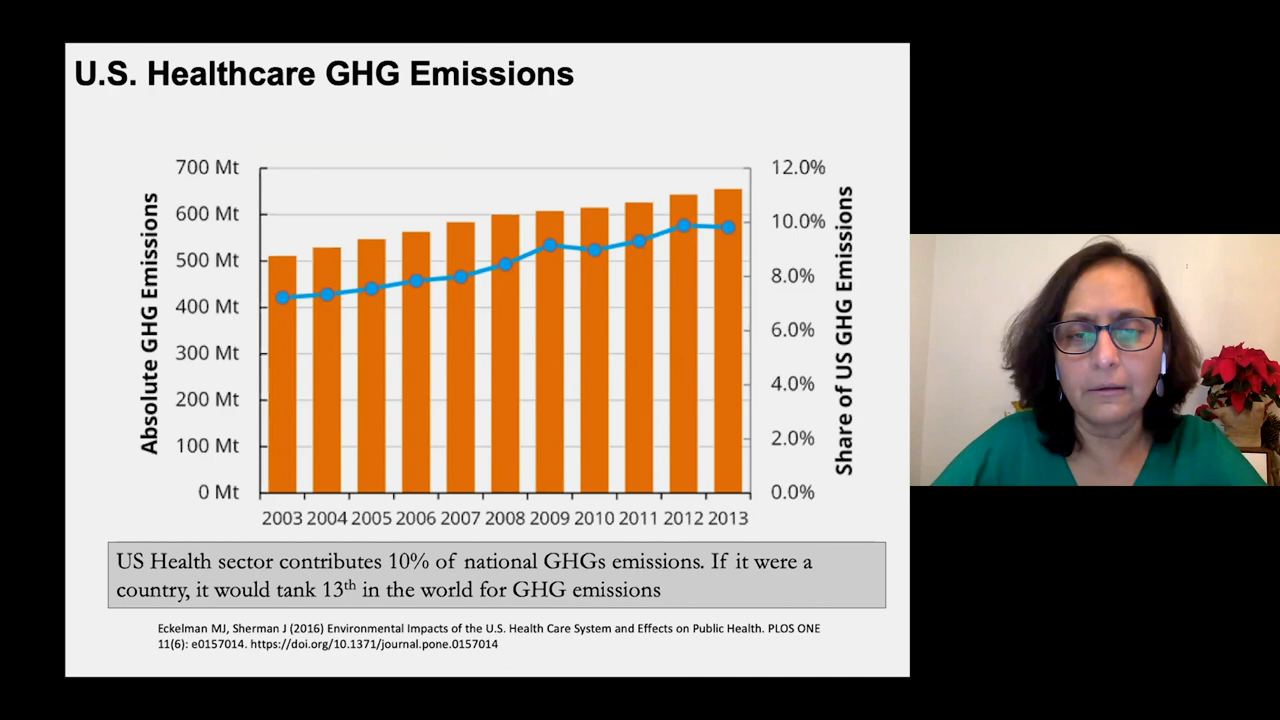 U.S. Healthcare GHG Emissions
700 Mt
600 Mt
500 Mt
400 Mt
300 Mt
200 Mt
100 Mt
0 Mt
Absolute GHG Emissions
12.0%
10.0%
8.0%
6.0%
4.0%
2.0%
0.0%
Share of US GHG Emissions
2003 2004 2005 2006 2007 2008 2009 2010 2011 2012 2013
US Health sector contributes 10% of national GHGs emissions. If it were a
country, it would tank 13th in the world for GHG emissions
Eckelman MJ, Sherman J (2016) Environmental Impacts of the U.S. Health Care System and Effects on Public Health. PLOS ONE
11(6): e0157014. https://doi.org/10.1371/journal.pone.0157014